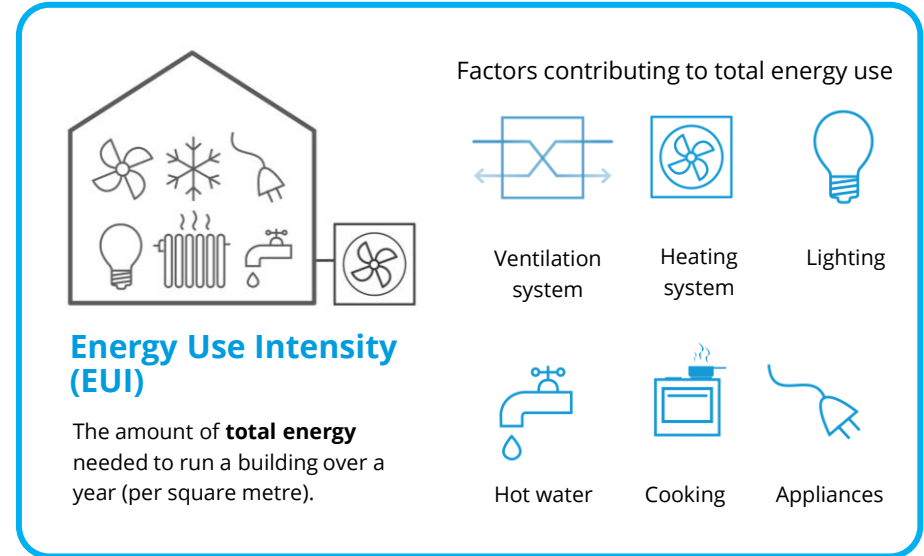 Factors contributing to total energy use
Ventilation
system
Heating
system
Lighting
Energy Use Intensity
(EUI)
The amount of total energy
needed to run a building over a
year (per square metre).
Hot water
Cooking
Appliances